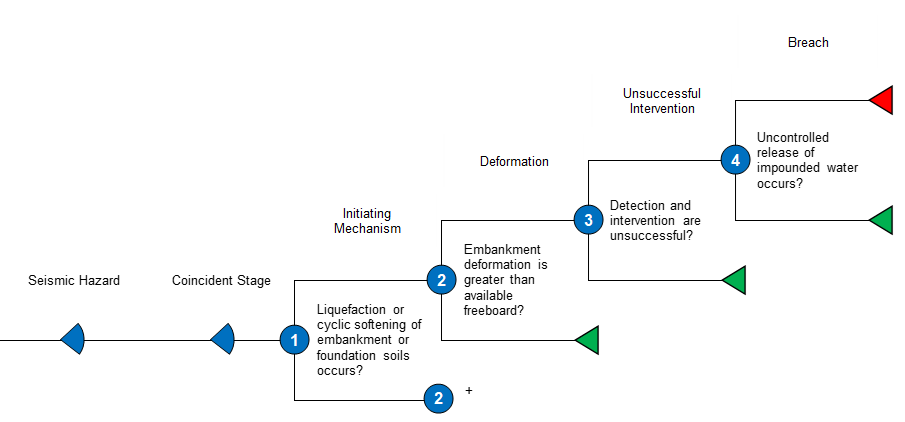 Breach
Unsuccessful
Intervention
4
Uncontrolled
release of
impounded water
occurs?
Deformation
3
Detection and
intervention are
unsuccessful?
Initiating
Mechanism
2
Embankment
deformation is
greater than
available
freeboard?
Seismic Hazard
Coincident Stage
1
Liquefaction or
cyclic softening of
embankment or
foundation soils
occurs?
2 +